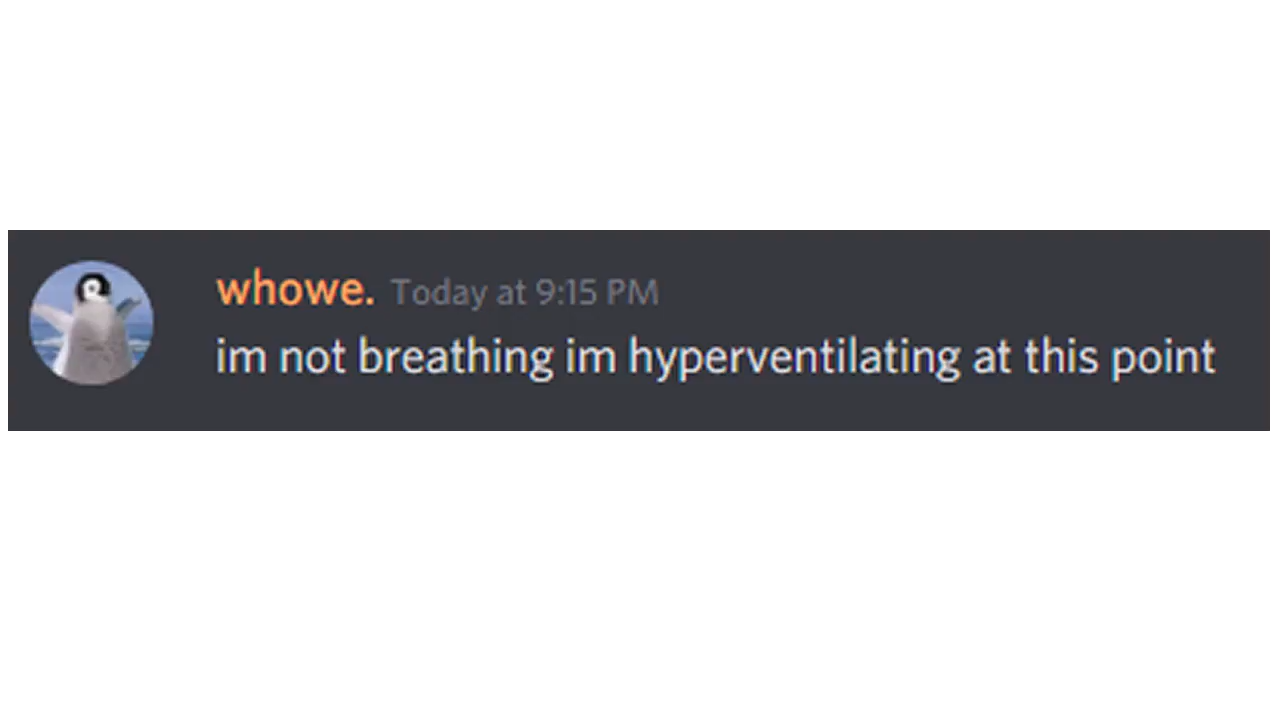 whowe. Today at 9:15 PM
im not breathing im hyperventilating at this point